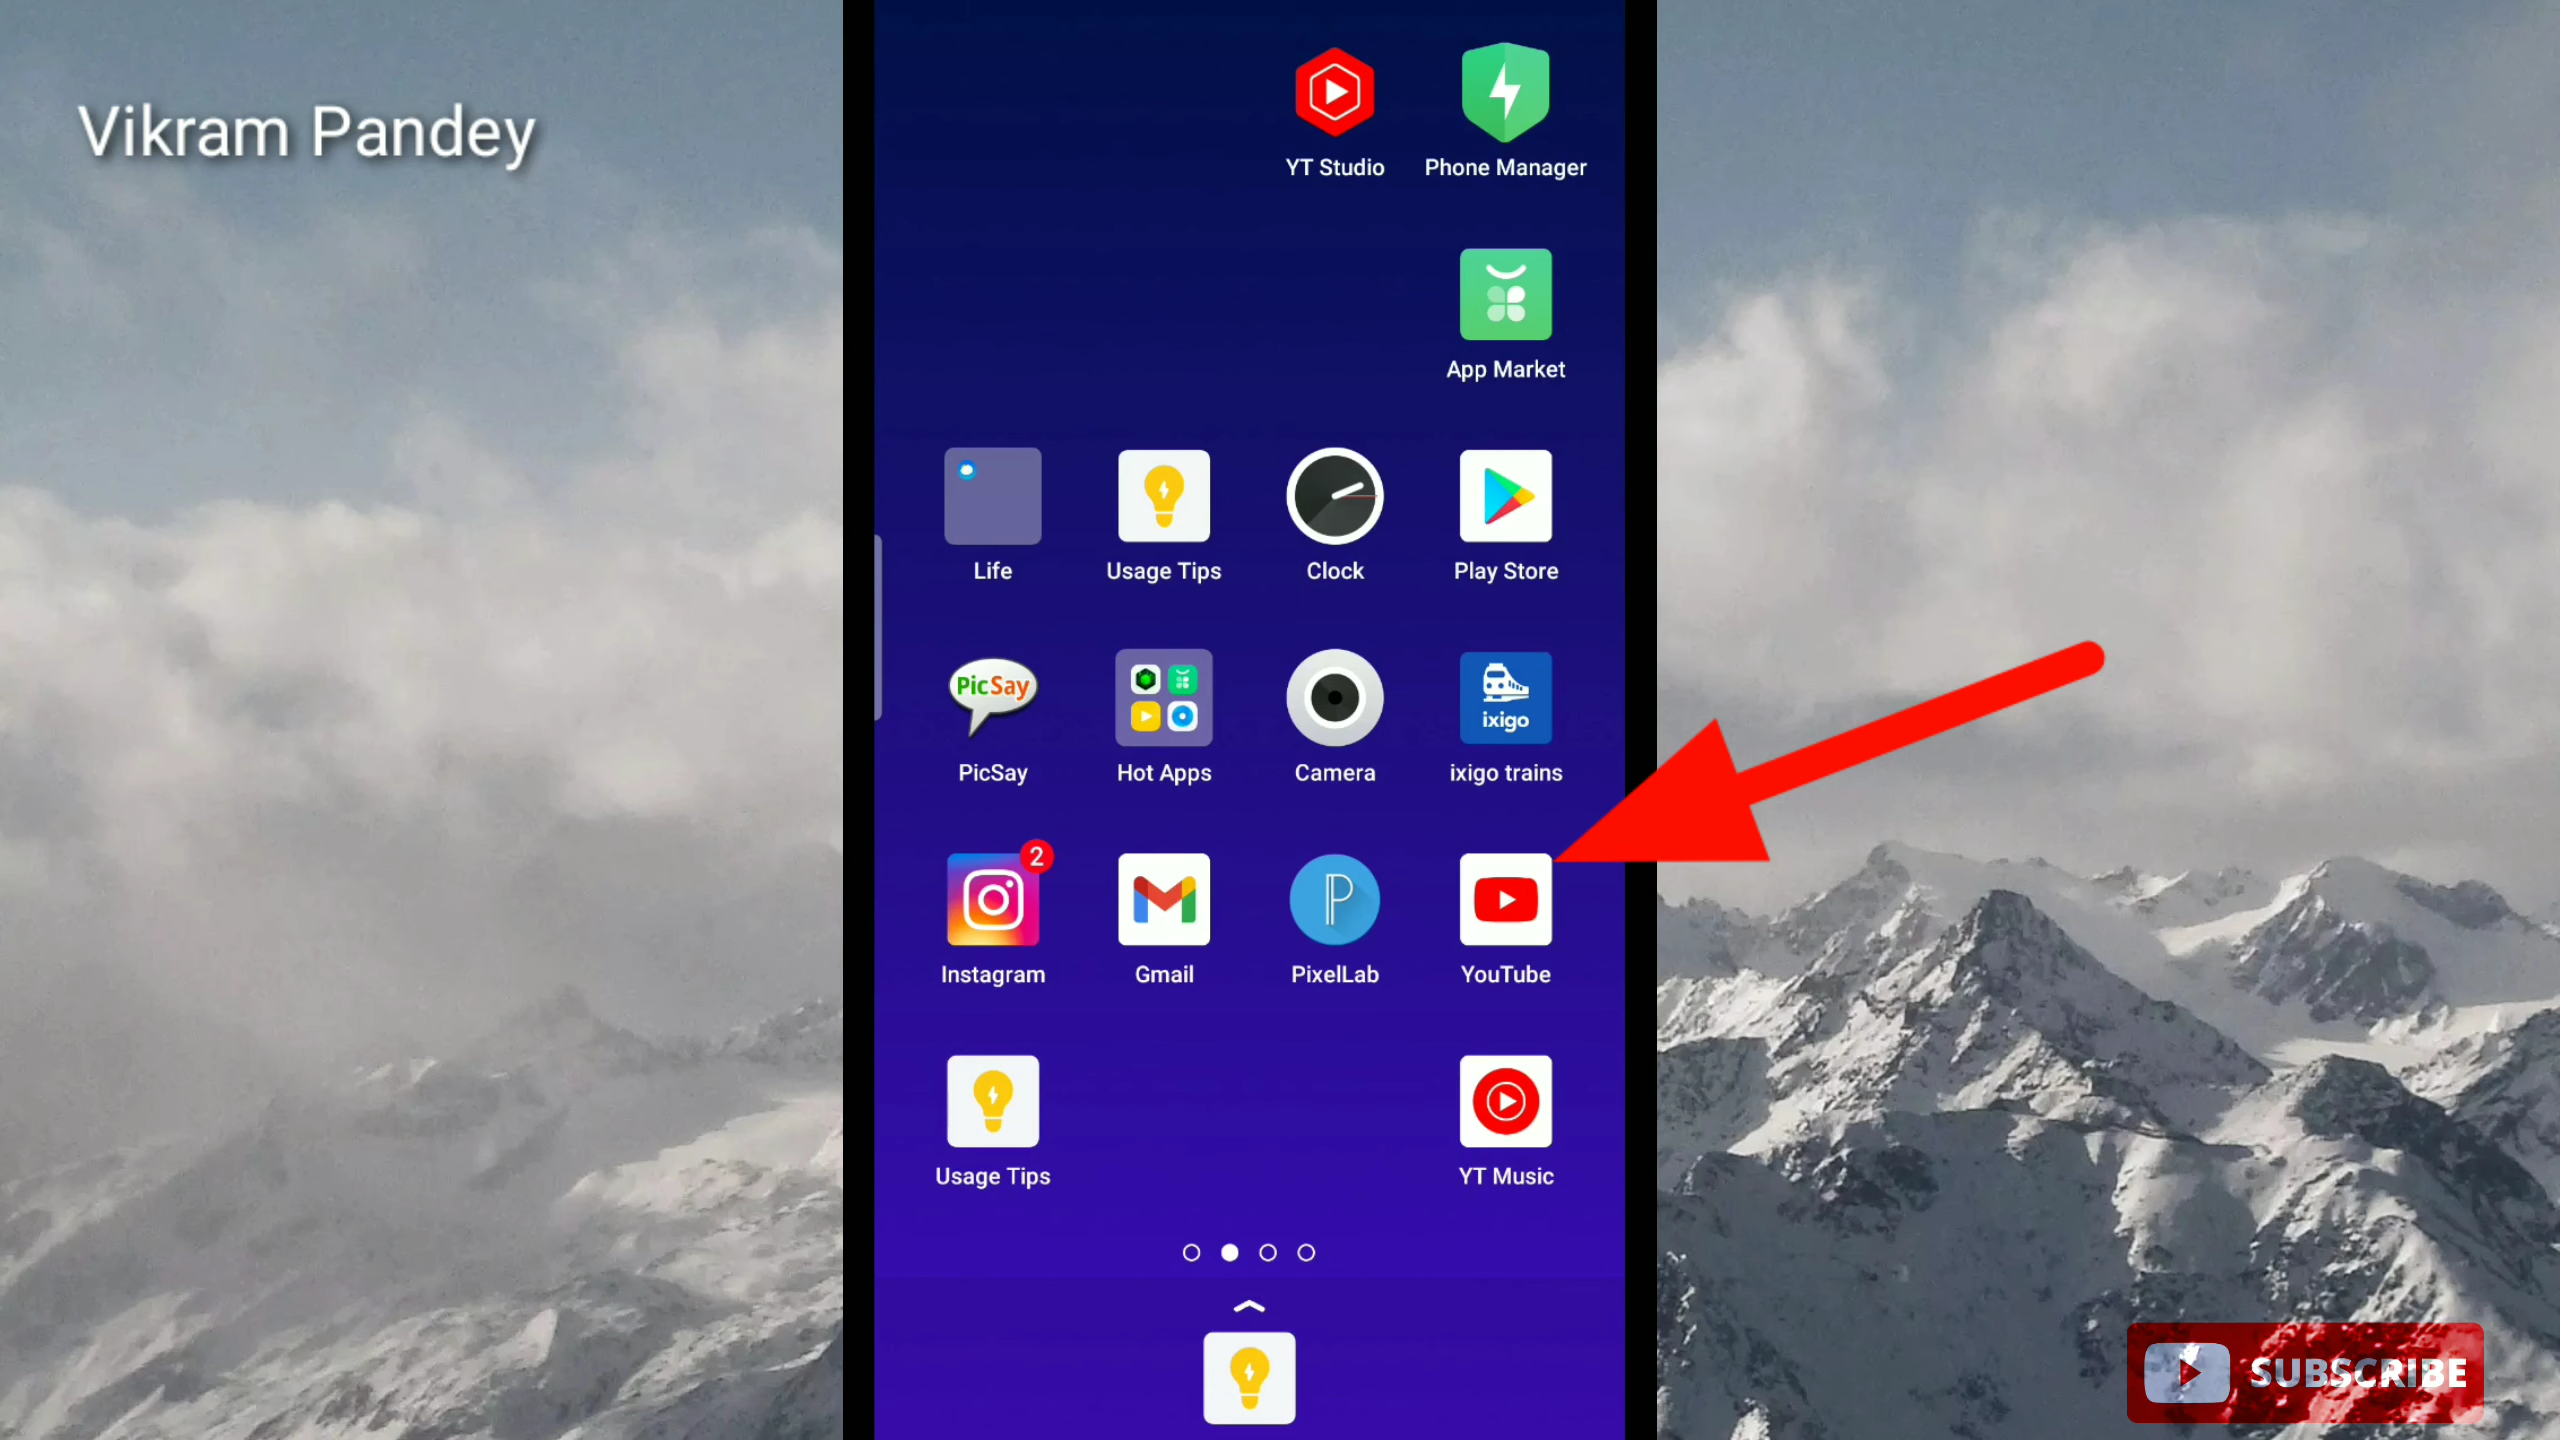 Vikram Pandey
YT Studio
Phone Manager
App Market
Life
Usage Tips
Clock
Play Store
PicSay
ixigo
PicSay
Hot Apps
Camera
ixigo trains
2
P
Instagram
Gmail
PixelLab
YouTube
Usage Tips
YT Music
SUBSCRIBE